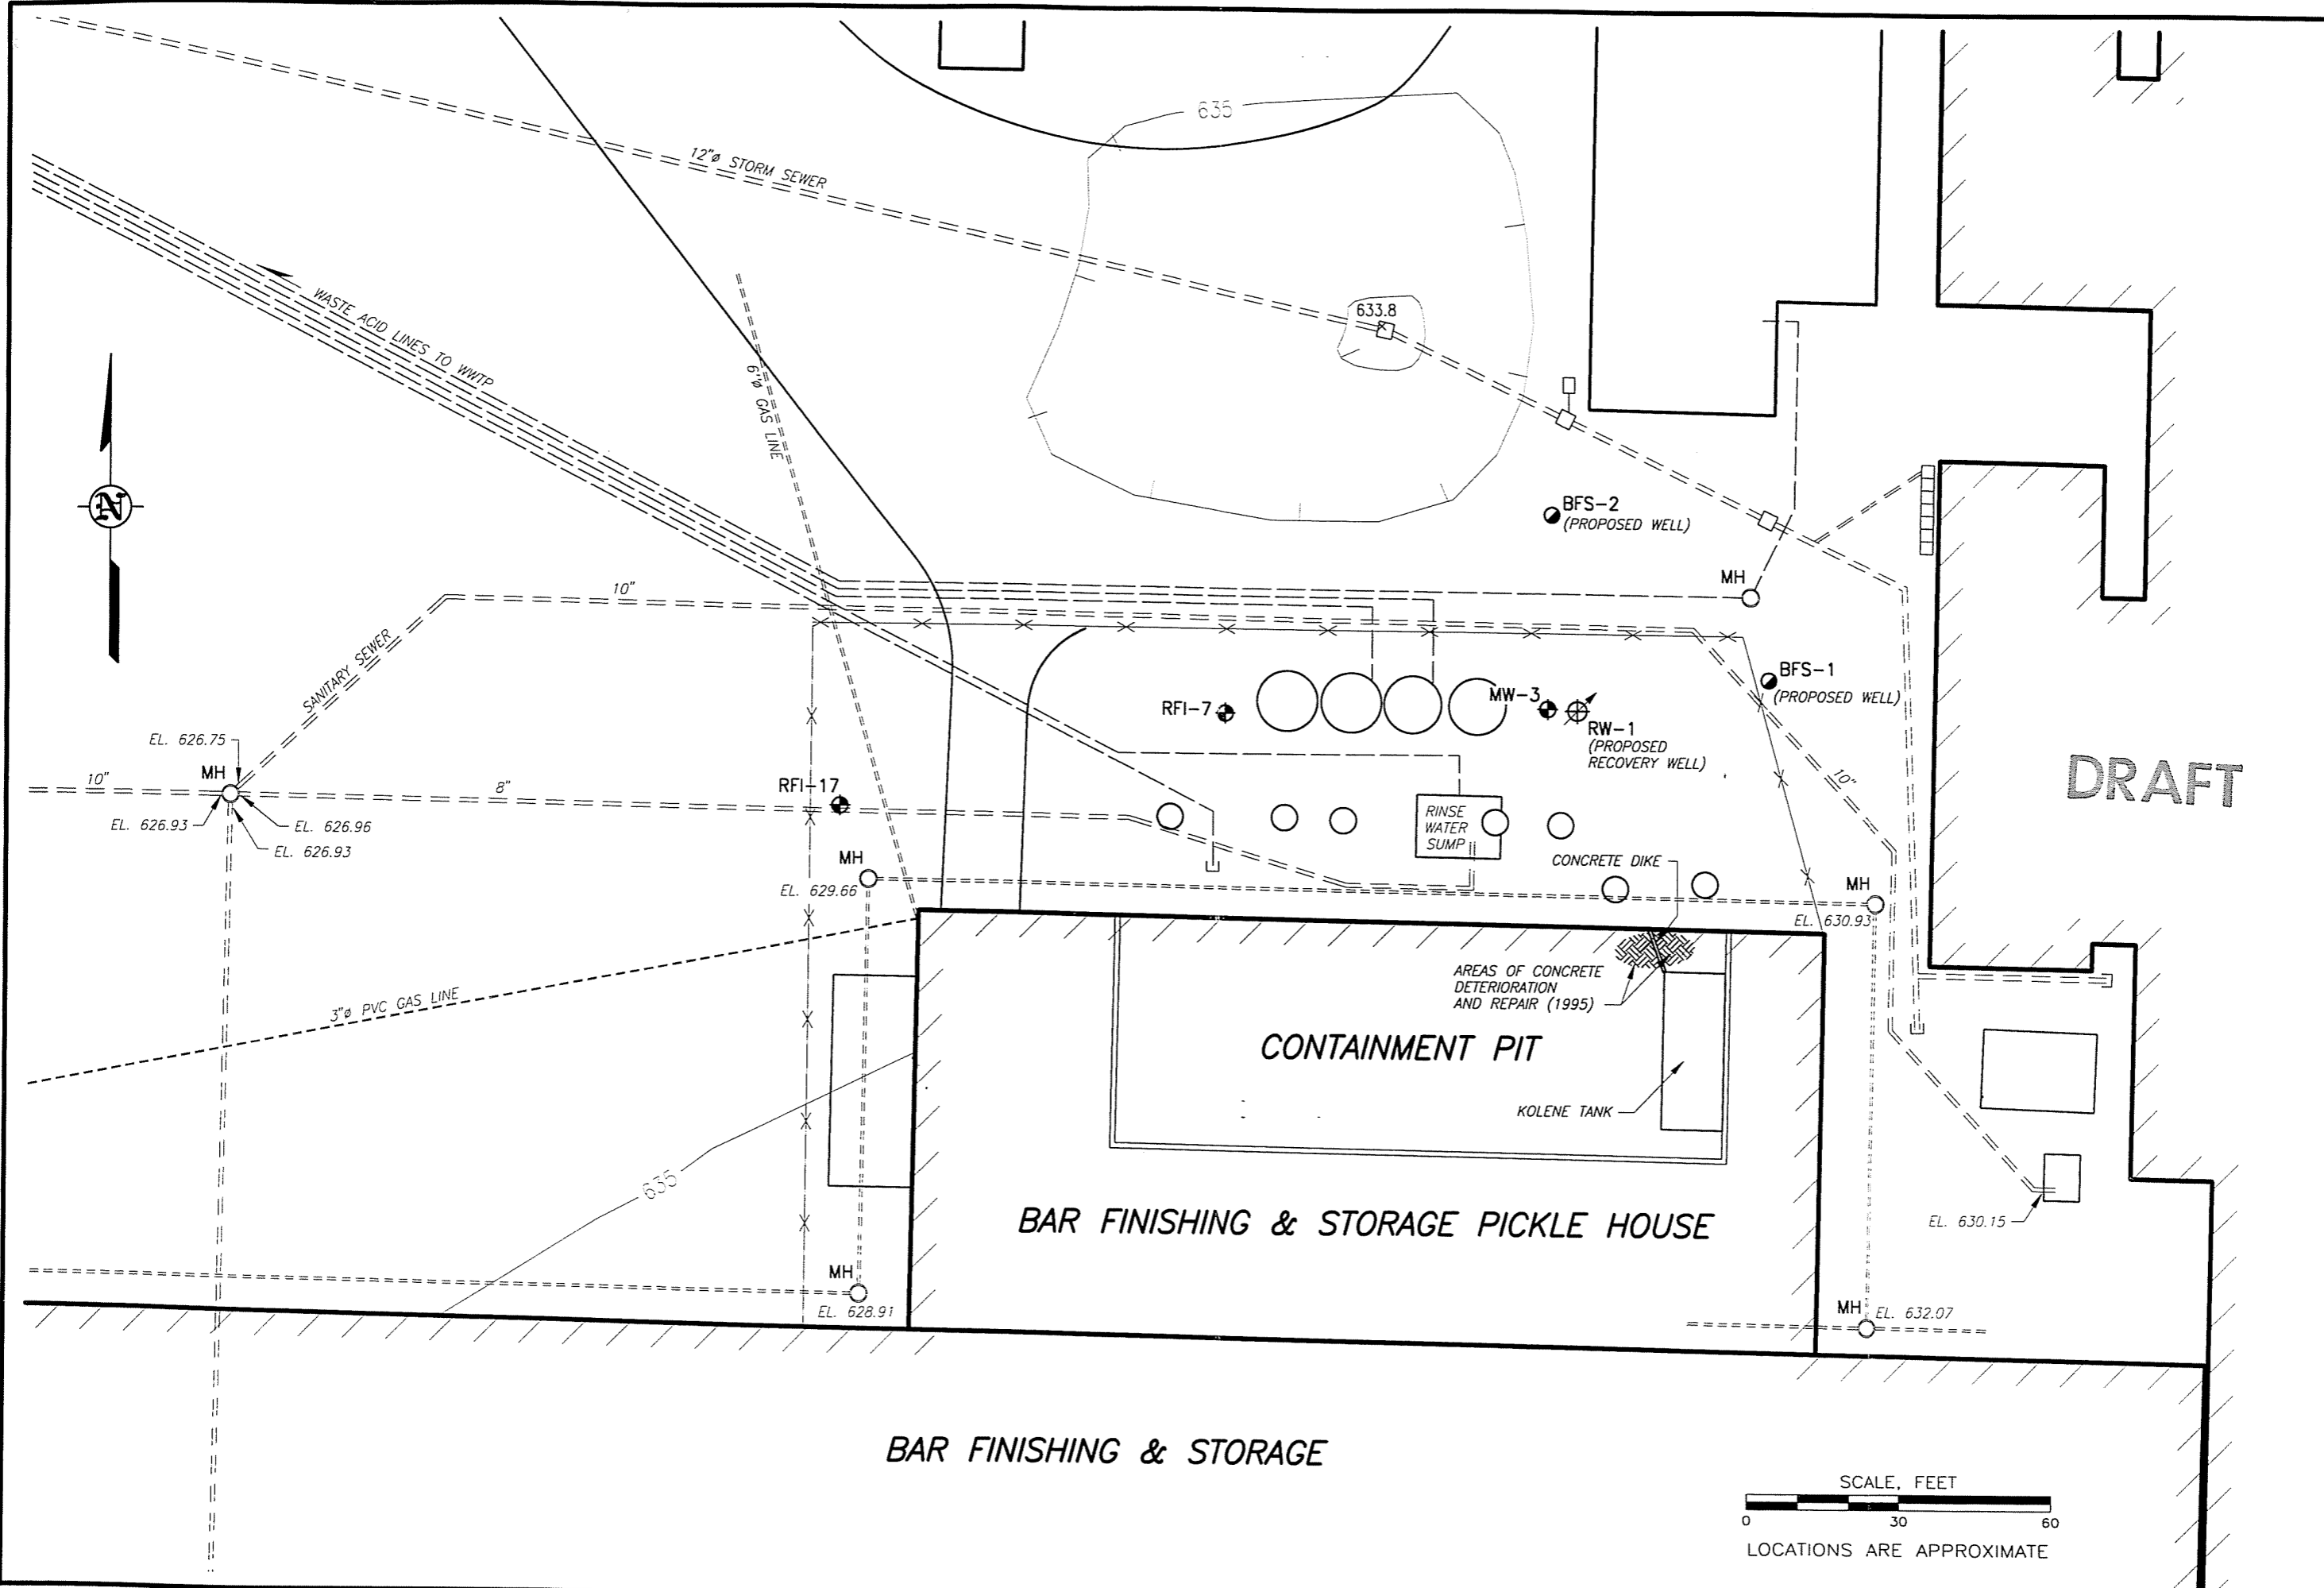 635
12"ø STORM SEWER
633.8
WASTE ACID LINES TO WWTP
6"ø GAS LINE
N
BFS-2
(PROPOSED WELL)
MH
10"
SANITARY SEWER
BFS-1
(PROPOSED WELL)
RFI-7
MW-3
RW-1
(PROPOSED
RECOVERY WELL)
EL. 626.75
MH
10"
8"
RFI-17
10"
DRAFT
EL. 626.93
EL. 626.96
EL. 626.93
RINSE
WATER
SUMP
CONCRETE DIKE
MH
EL. 629.66
MH
EL. 630.93
AREAS OF CONCRETE
DETERIORATION
AND REPAIR (1995)
3"ø PVC GAS LINE
CONTAINMENT PIT
KOLENE TANK
635
BAR FINISHING & STORAGE PICKLE HOUSE
EL. 630.15
MH
EL. 628.91
MH
EL. 632.07
BAR FINISHING & STORAGE
SCALE, FEET
0 30 60
LOCATIONS ARE APPROXIMATE